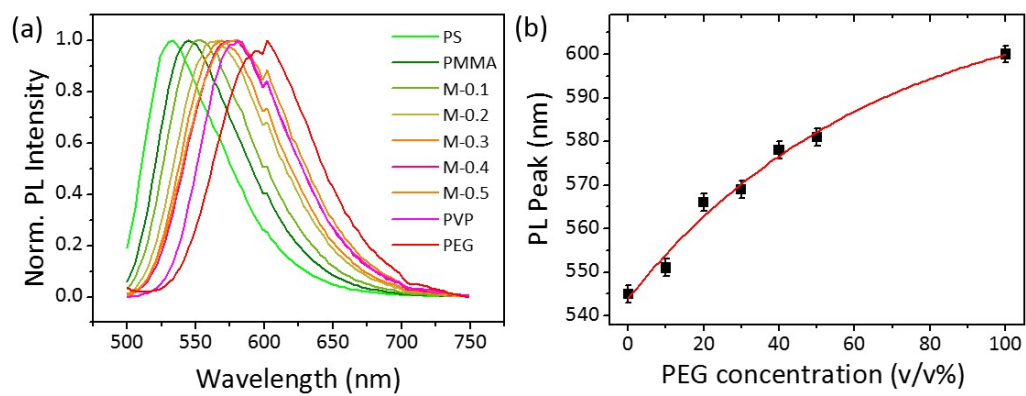 (a)
1.0
0.8
0.6
0.4
0.2
0.0
Norm. PL Intensity
500 550 600 650 700 750
Wavelength (nm)
PS
PMMA
M-0.1
M-0.2
M-0.3
M-0.4
M-0.5
PVP
PEG
(b)
600
590
580
570
560
550
540
PL Peak (nm)
0 20 40 60 80 100
PEG concentration (v/v%)